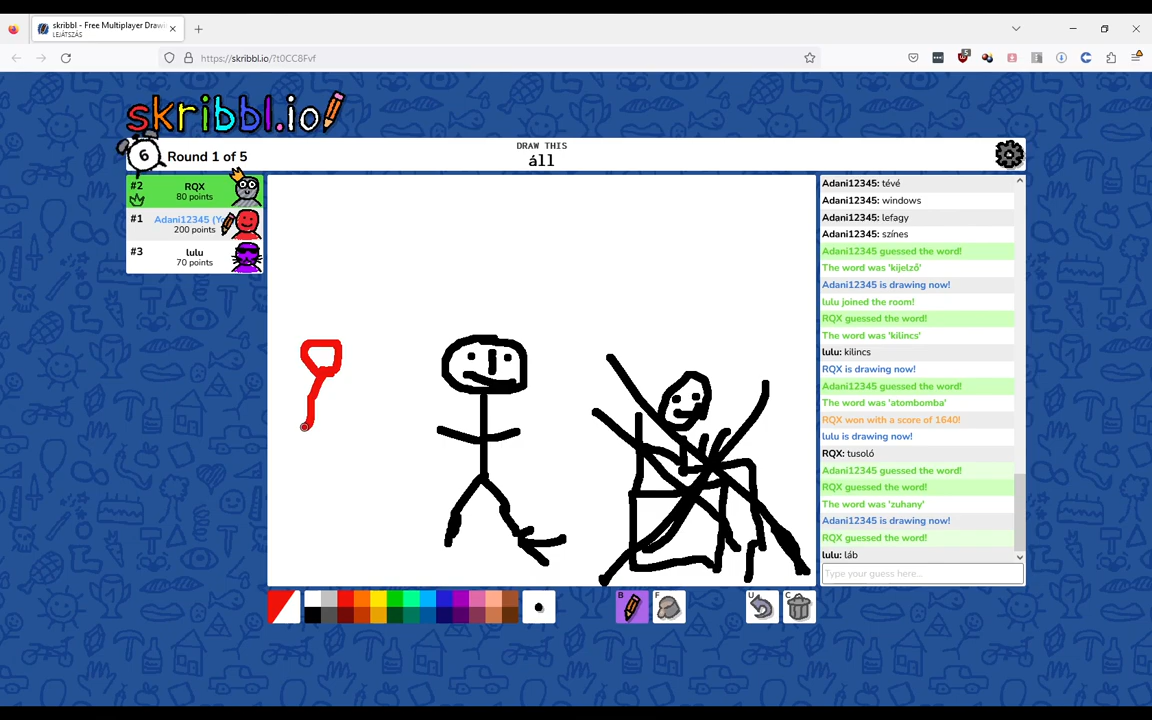 skribbl - Free Multiplayer Drawin
LEJÁTSZÁS
https://skribbl.io/?t0CC8Fvf
5
skribbl.io
6
Round 1 of 5
DRAW THIS
áll
#2
RQX
80 points
#1
Adani12345 (Yo
200 points
#3
lulu
70 points
Adani12345: tévé
Adani12345: windows
Adani12345: lefagy
Adani12345: színes
Adani12345 guessed the word!
The word was 'kijelző'
Adani12345 is drawing now!
lulu joined the room!
RQX guessed the word!
The word was 'kilincs'
lulu: kilincs
RQX is drawing now!
Adani12345 guessed the word!
The word was 'atombomba'
RQX won with a score of 1640!
lulu is drawing now!
RQX: tusoló
Adani12345 guessed the word!
RQX guessed the word!
The word was 'zuhany'
Adani12345 is drawing now!
RQX guessed the word!
lulu: láb
Type your guess here...
B
F
U
C